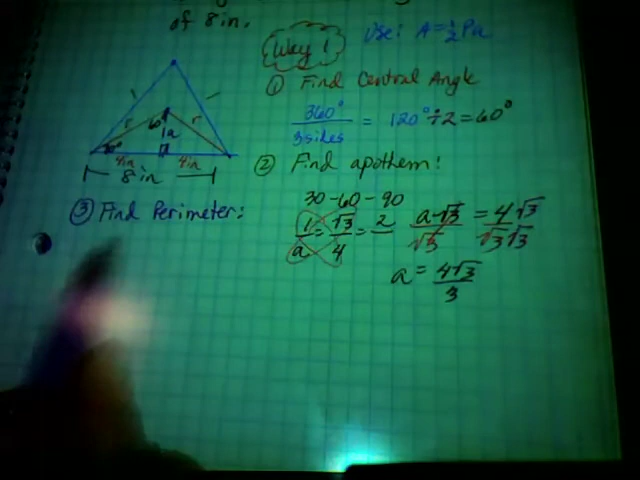 of 8 in.
Way 1
Use: A = ½Pa
① Find Central Angle
360° / 3 sides = 120° ÷ 2 = 60°
r
r
60°
a
30°
4in
4in
8 in
② Find apothem:
30 - 60 - 90
1/a = √3/4 = 2/
a√3/√3 = 4√3/√3√3
a = 4√3/3
③ Find Perimeter: